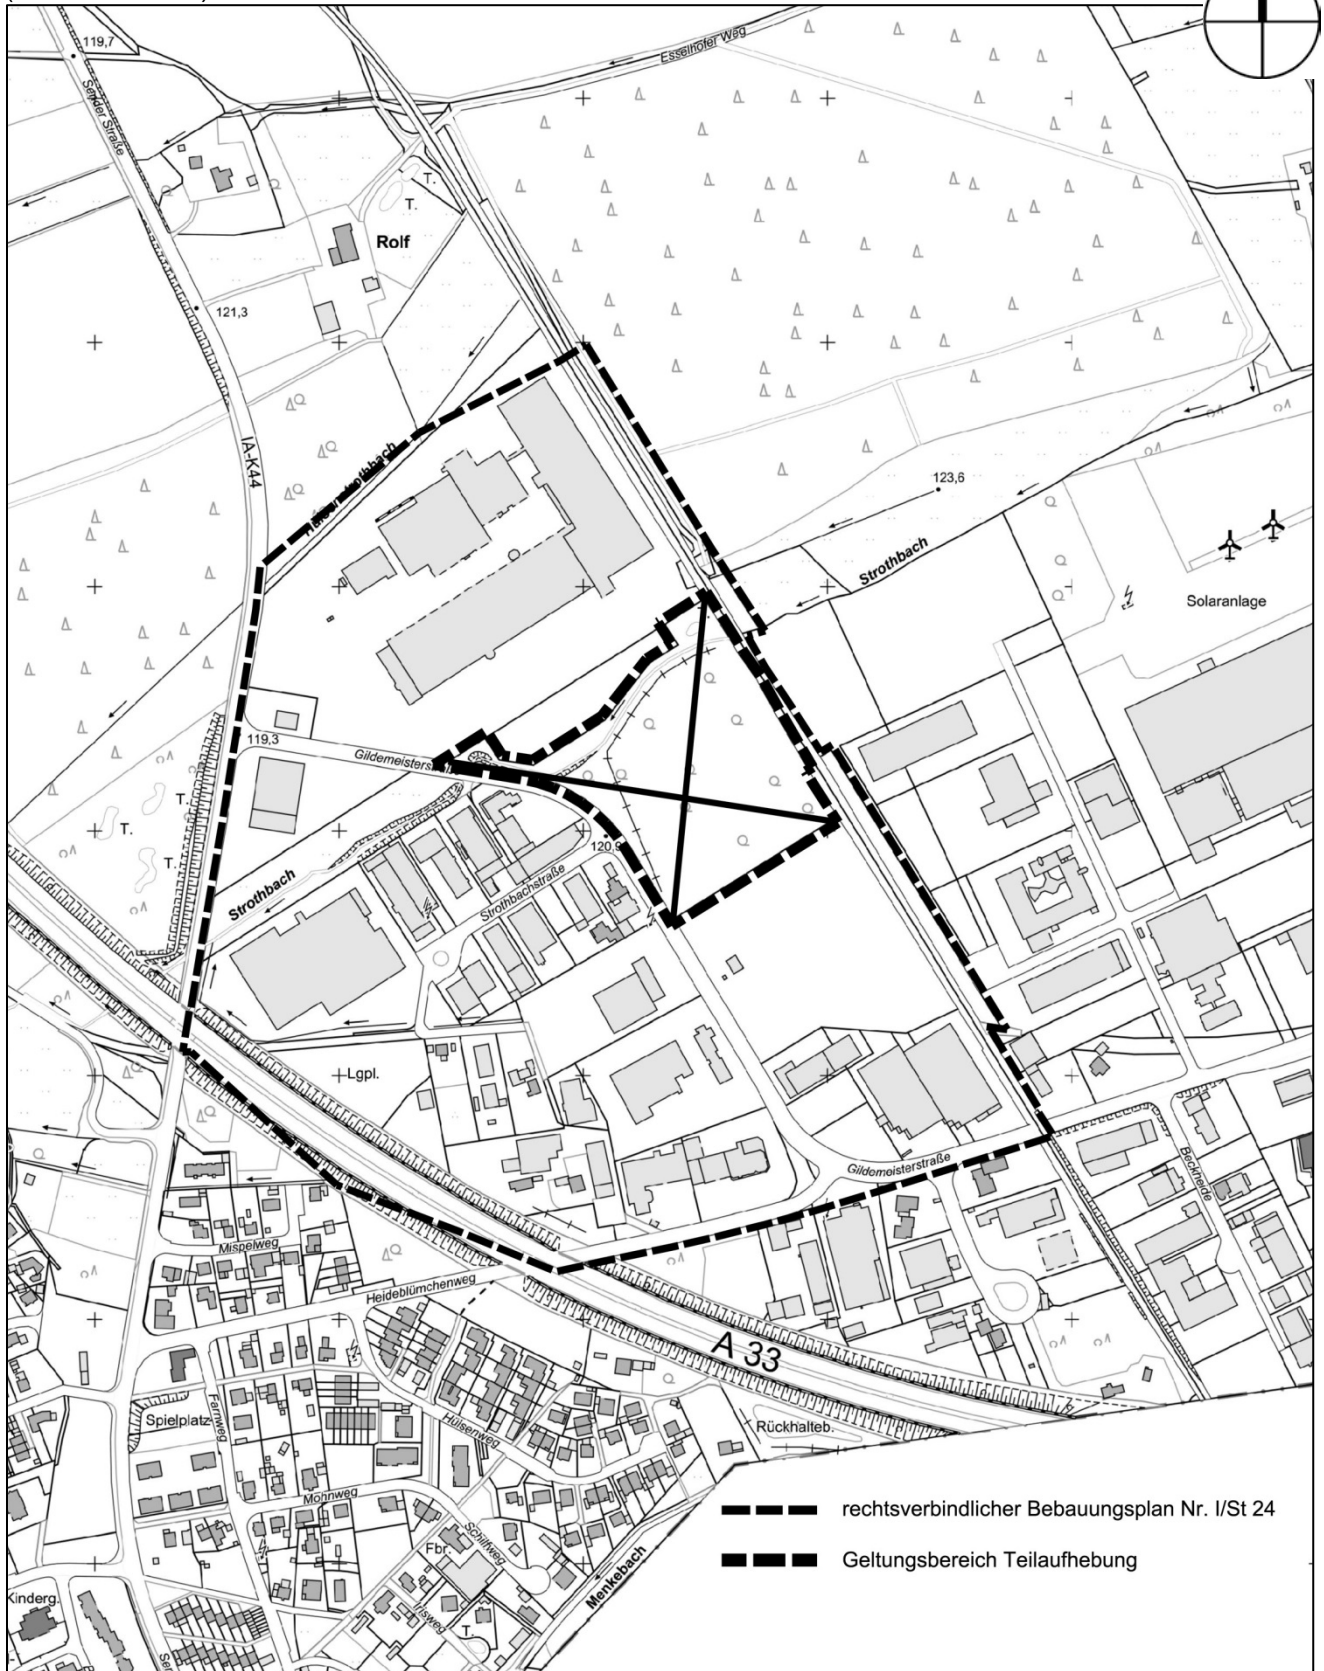 119,7
Sender Straße
Esselhofer Weg
T.
T.
Rolf
121,3
IA-K44
123,6
Strothbach
Solaranlage
119,3
Gildemeisterstraße
T.
T.
T.
120,9
Strothbachstraße
Strothbach
Lgpl.
Gildemeisterstraße
Beckheide
Mispelweg
Heideblümchenweg
A 33
Spielplatz
Farnweg
Hülsenweg
Rückhalteb.
Mohnweg
Schilfweg
rechtsverbindlicher Bebauungsplan Nr. I/St 24
Fbr.
Geltungsbereich Teilaufhebung
Menkebach
Kinderg.
Irisweg
T.